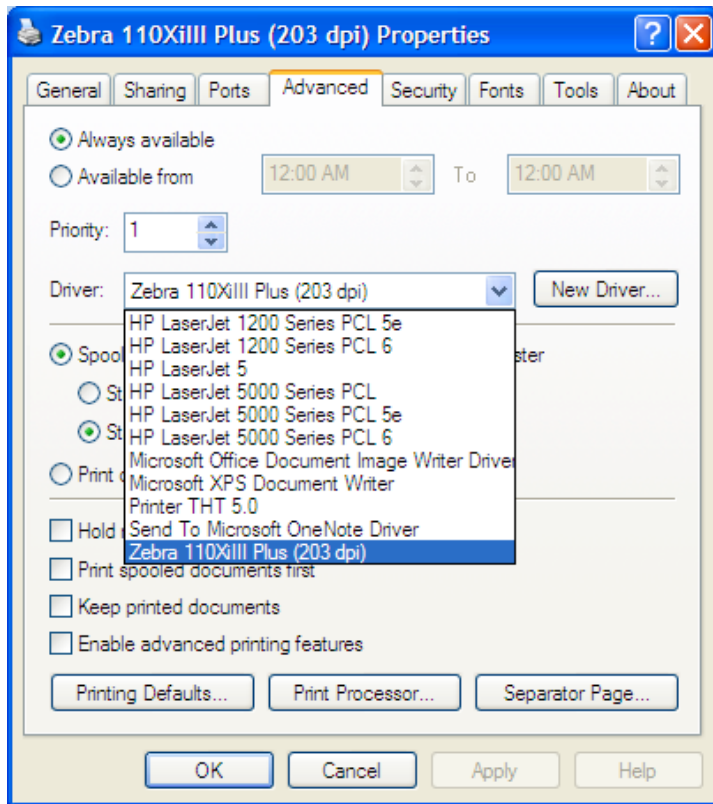 Zebra 110XiIII Plus (203 dpi) Properties
General Sharing Ports Advanced Security Fonts Tools About
Always available
Available from 12:00 AM To 12:00 AM
Priority: 1
Driver: Zebra 110XiIII Plus (203 dpi) New Driver...
HP LaserJet 1200 Series PCL 5e
HP LaserJet 1200 Series PCL 6
HP LaserJet 5
HP LaserJet 5000 Series PCL
HP LaserJet 5000 Series PCL 5e
HP LaserJet 5000 Series PCL 6
Microsoft Office Document Image Writer Driver
Microsoft XPS Document Writer
Printer THT 5.0
Send To Microsoft OneNote Driver
Zebra 110XiIII Plus (203 dpi)
Spool ster
St
St
Print
Hold
Print spooled documents first
Keep printed documents
Enable advanced printing features
Printing Defaults... Print Processor... Separator Page...
OK Cancel Apply Help